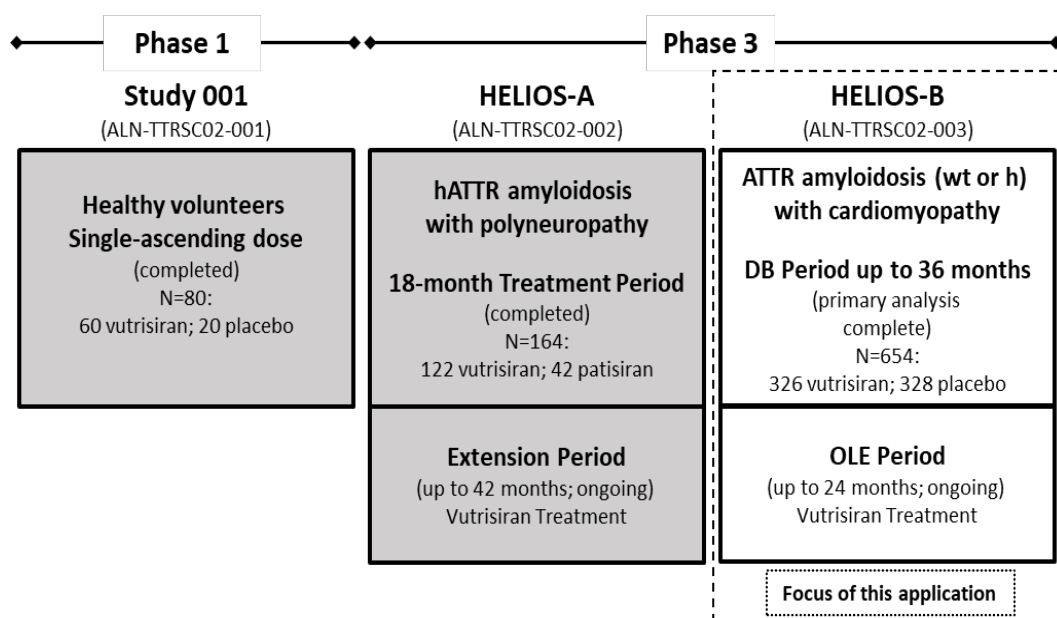 Phase 1
Phase 3
Study 001
(ALN-TTRSC02-001)
Healthy volunteers
Single-ascending dose
(completed)
N=80:
60 vutrisiran; 20 placebo
HELIOS-A
(ALN-TTRSC02-002)
hATTR amyloidosis
with polyneuropathy
18-month Treatment Period
(completed)
N=164:
122 vutrisiran; 42 patisiran
Extension Period
(up to 42 months; ongoing)
Vutrisiran Treatment
HELIOS-B
(ALN-TTRSC02-003)
ATTR amyloidosis (wt or h)
with cardiomyopathy
DB Period up to 36 months
(primary analysis
complete)
N=654:
326 vutrisiran; 328 placebo
OLE Period
(up to 24 months; ongoing)
Vutrisiran Treatment
Focus of this application